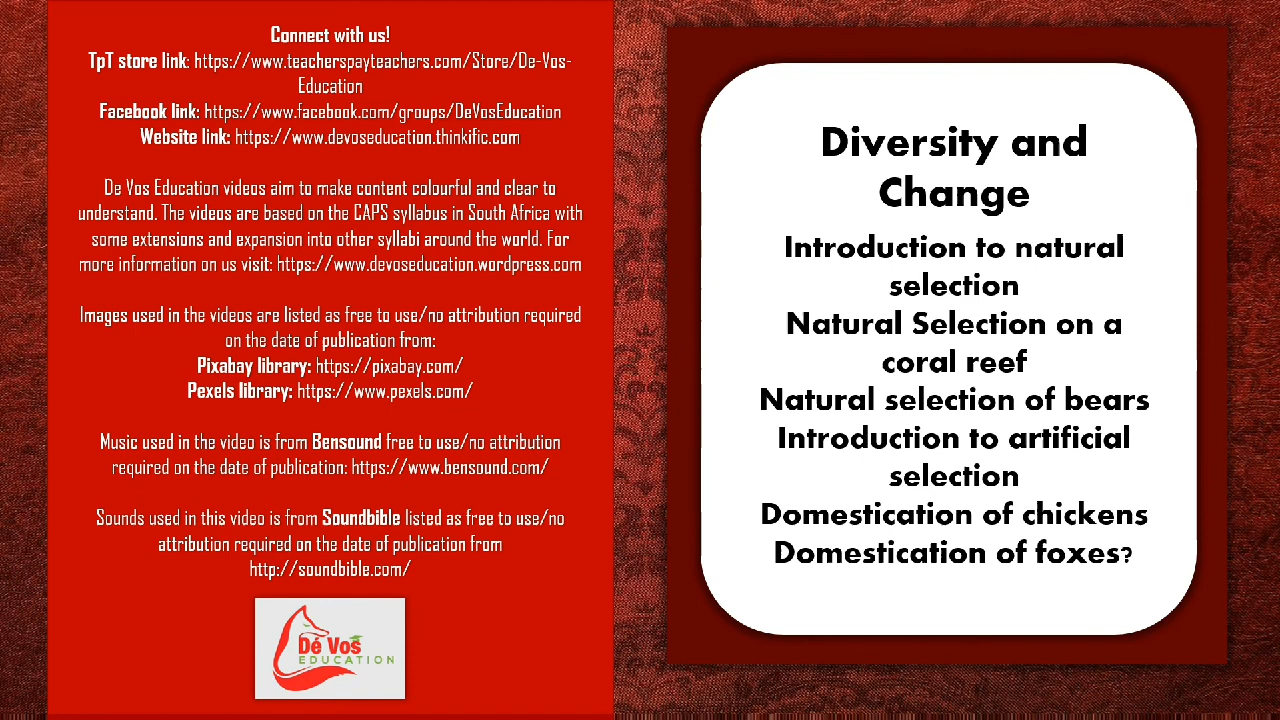 Connect with us!
TpT store link: https://www.teacherspayteachers.com/Store/De-Vos-
Education
Facebook link: https://www.facebook.com/groups/DeVosEducation
Website link: https://www.devoseducation.thinkific.com
De Vos Education videos aim to make content colourful and clear to
understand. The videos are based on the CAPS syllabus in South Africa with
some extensions and expansion into other syllabi around the world. For
more information on us visit: https://www.devoseducation.wordpress.com
Images used in the videos are listed as free to use/no attribution required
on the date of publication from:
Pixabay library: https://pixabay.com/
Pexels library: https://www.pexels.com/
Music used in the video is from Bensound free to use/no attribution
required on the date of publication: https://www.bensound.com/
Sounds used in this video is from Soundbible listed as free to use/no
attribution required on the date of publication from
http://soundbible.com/
Dé Vos
EDUCATION
Diversity and
Change
Introduction to natural
selection
Natural Selection on a
coral reef
Natural selection of bears
Introduction to artificial
selection
Domestication of chickens
Domestication of foxes?